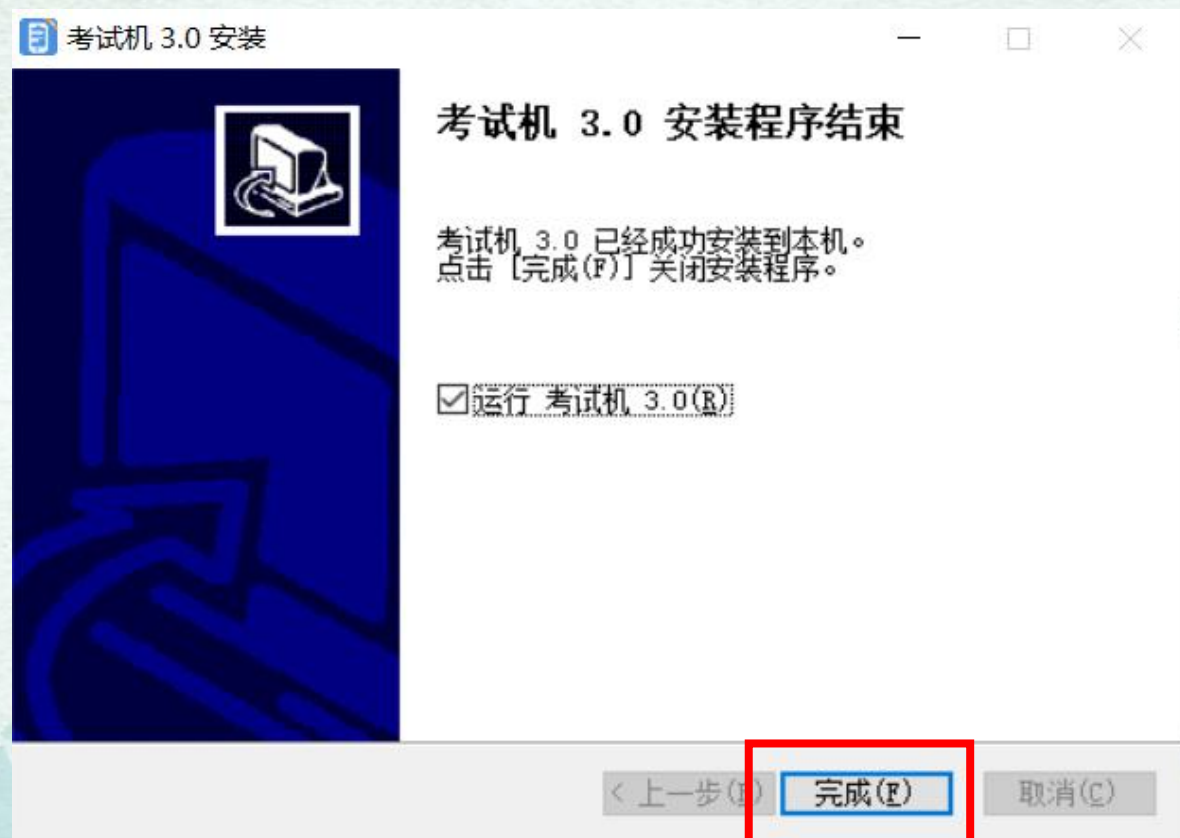 考试机 3.0 安装
考试机 3.0 安装程序结束
考试机 3.0 已经成功安装到本机。
点击 [完成(F)] 关闭安装程序。
运行 考试机 3.0(R)
< 上一步(P) 完成(F) 取消(C)